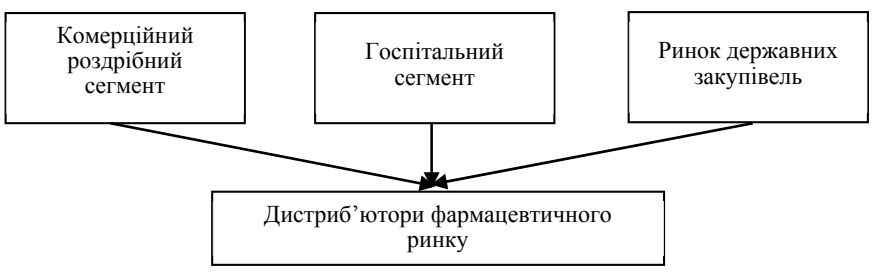 Комерційний
роздрібний
сегмент
Госпітальний
сегмент
Ринок державних
закупівель
Дистриб’ютори фармацевтичного
ринку